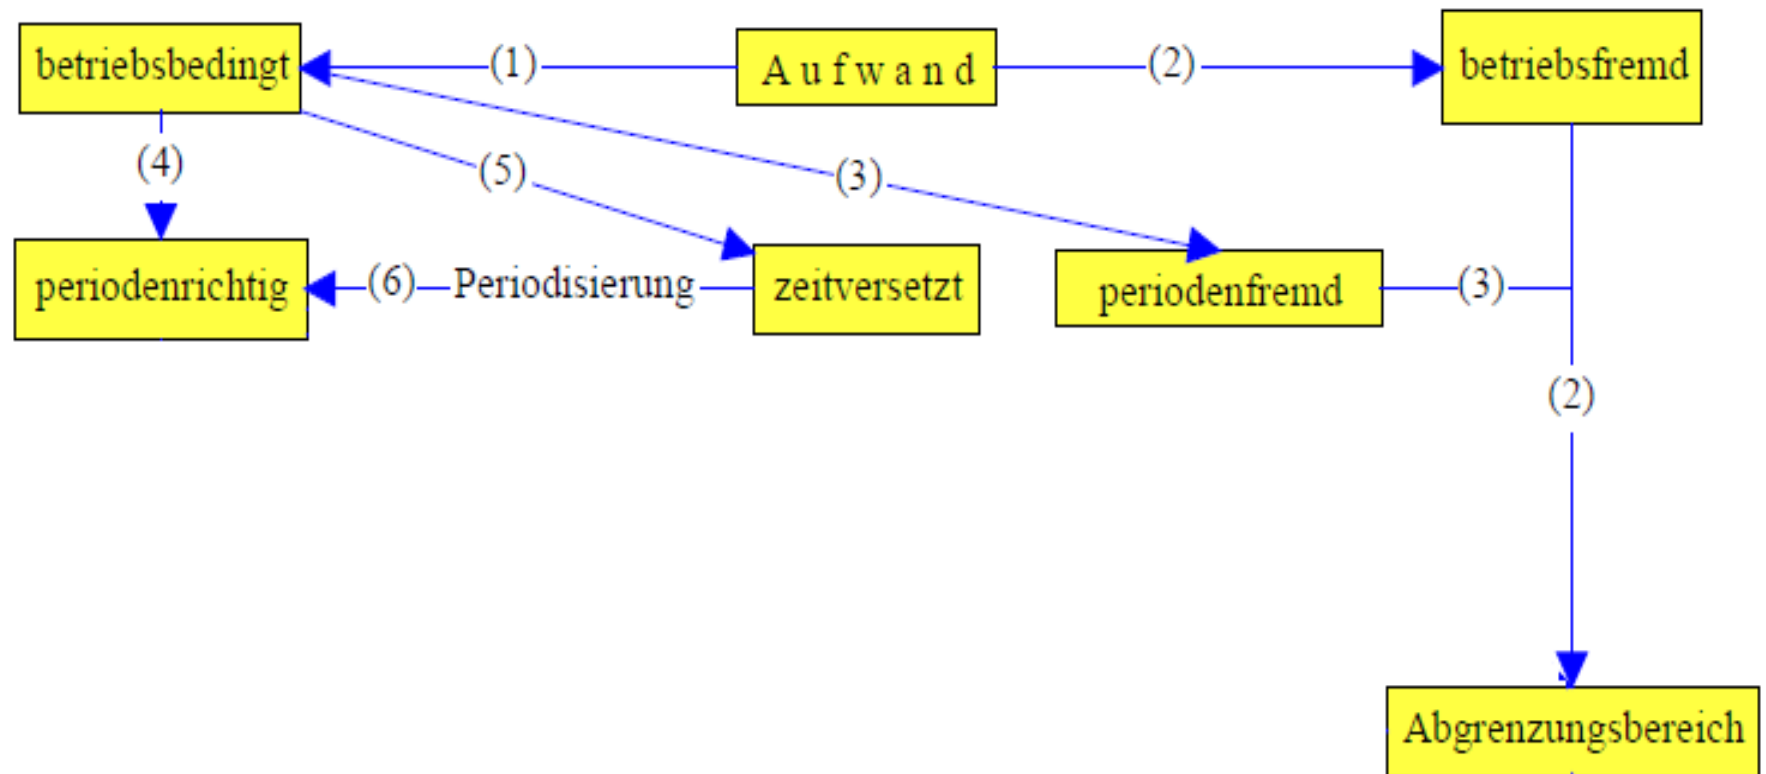 betriebsbedingt
(1)
A u f w a n d
(2)
betriebsfremd
(4)
(5)
(3)
periodenrichtig
(6)
Periodisierung
zeitversetzt
periodenfremd
(3)
(2)
Abgrenzungsbereich